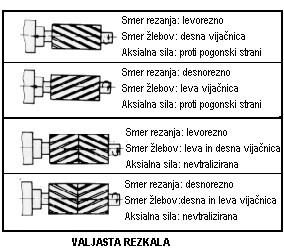 Smer rezanja: levorezno
Smer žlebov: desna vijačnica
Aksialna sila: proti pogonski strani
Smer rezanja: desnorezno
Smer žlebov: leva vijačnica
Aksialna sila: proti pogonski strani
Smer rezanja: levorezno
Smer žlebov: leva in desna vijačnica
Aksialna sila: nevtralizirana
Smer rezanja: desnorezno
Smer žlebov:desna in leva vijačnica
Aksialna sila: nevtralizirana
VALJASTA REZKALA